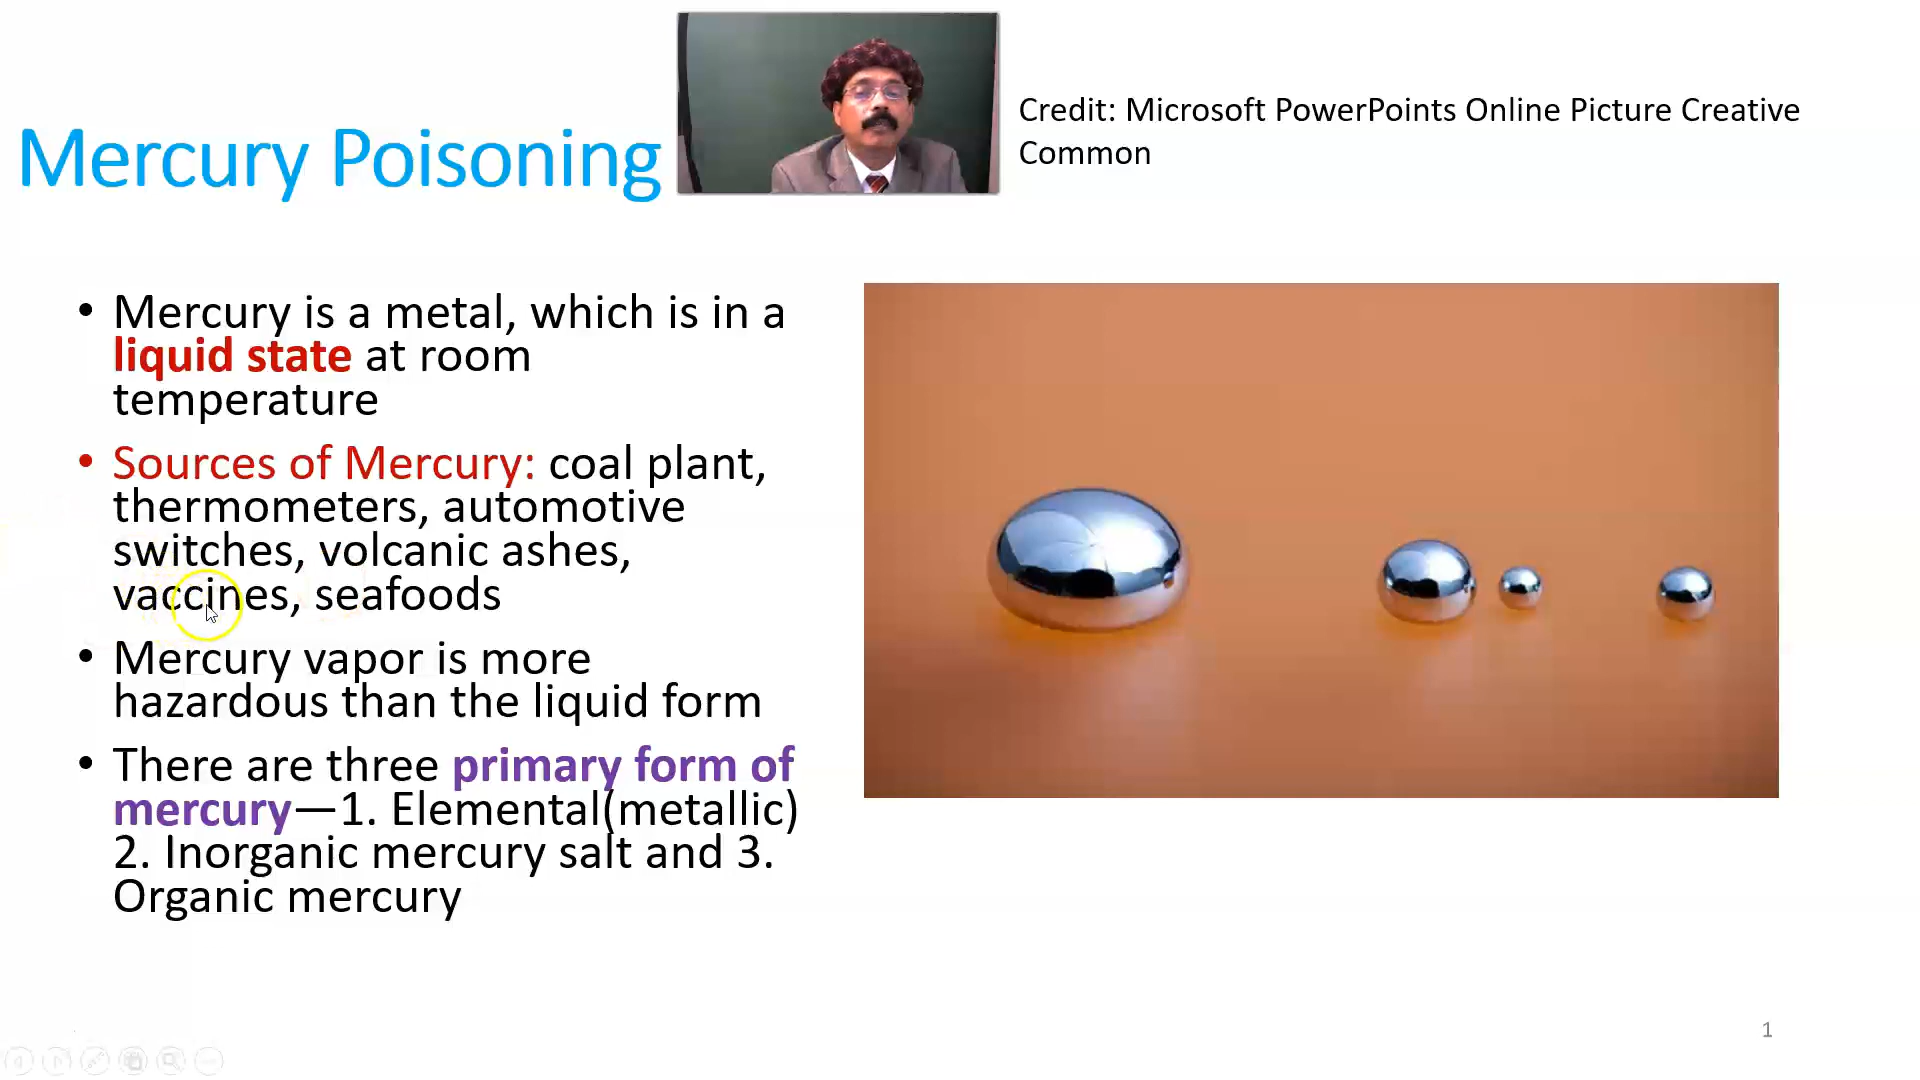 Mercury Poisoning
Credit: Microsoft PowerPoints Online Picture Creative
Common
• Mercury is a metal, which is in a
liquid state at room
temperature
• Sources of Mercury: coal plant,
thermometers, automotive
switches, volcanic ashes,
vaccines, seafoods
• Mercury vapor is more
hazardous than the liquid form
• There are three primary form of
mercury—1. Elemental(metallic)
2. Inorganic mercury salt and 3.
Organic mercury
1